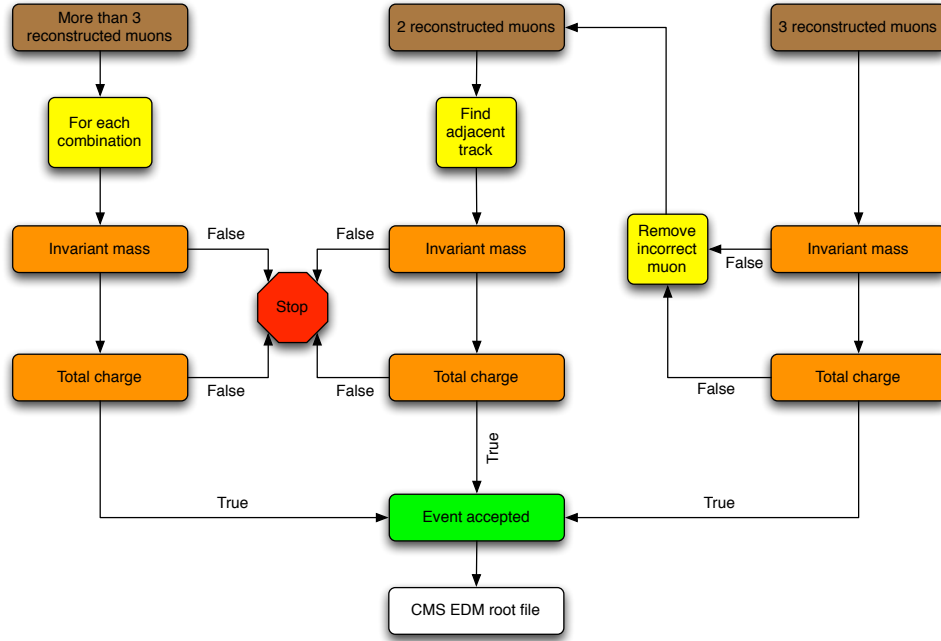 More than 3
reconstructed muons
2 reconstructed muons
3 reconstructed muons
For each
combination
Find
adjacent
track
Invariant mass
False
False
Invariant mass
Remove
incorrect
muon
False
Invariant mass
Stop
Total charge
False
False
Total charge
False
Total charge
True
True
Event accepted
True
CMS EDM root file